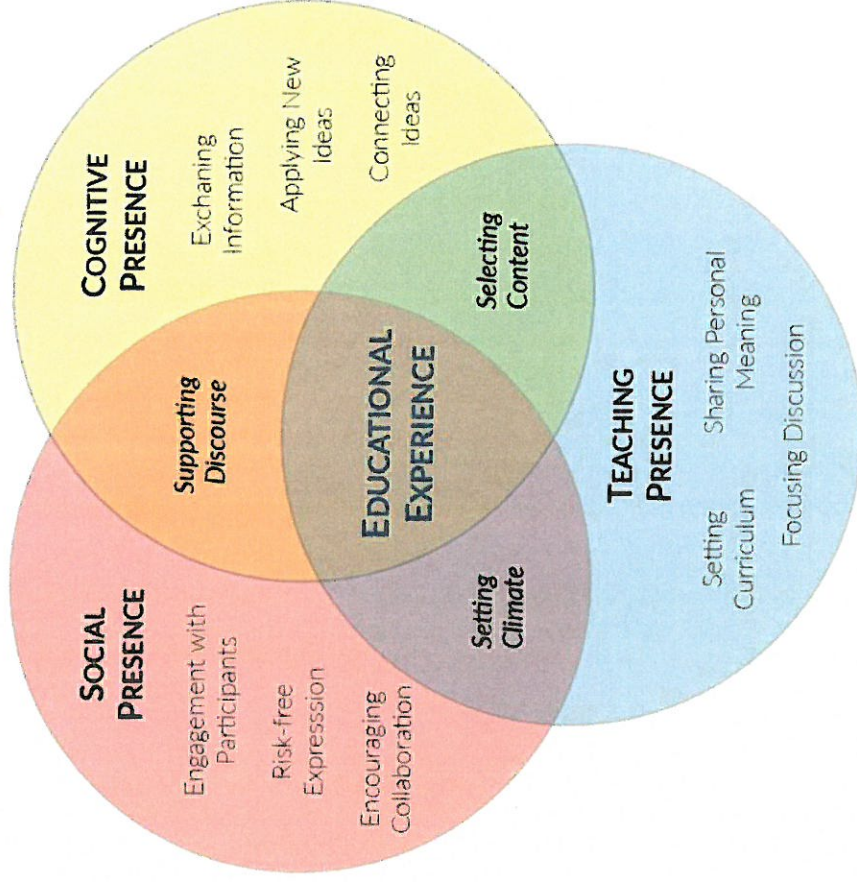 SOCIAL
PRESENCE
Engagement with
Participants
Risk-free
Expresssion
Encouraging
Collaboration
Supporting
Discourse
COGNITIVE
PRESENCE
Exchaning
Information
Applying New
Ideas
Connecting
Ideas
EDUCATIONAL
EXPERIENCE
Setting
Climate
Selecting
Content
TEACHING
PRESENCE
Setting
Curriculum
Sharing Personal
Meaning
Focusing Discussion